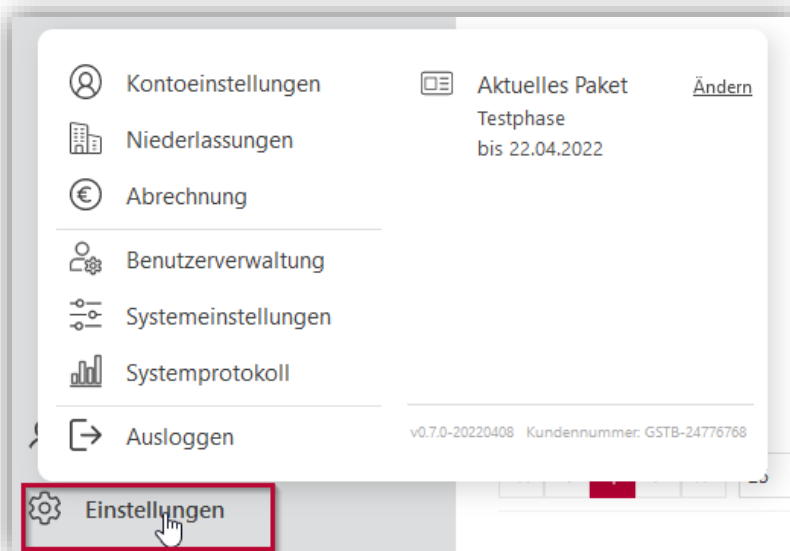 Kontoeinstellungen
Niederlassungen
Abrechnung
Benutzerverwaltung
Systemeinstellungen
Systemprotokoll
Ausloggen
Aktuelles Paket Ändern
Testphase
bis 22.04.2022
v0.7.0-20220408 Kundennummer: GSTB-24776768
Einstellungen